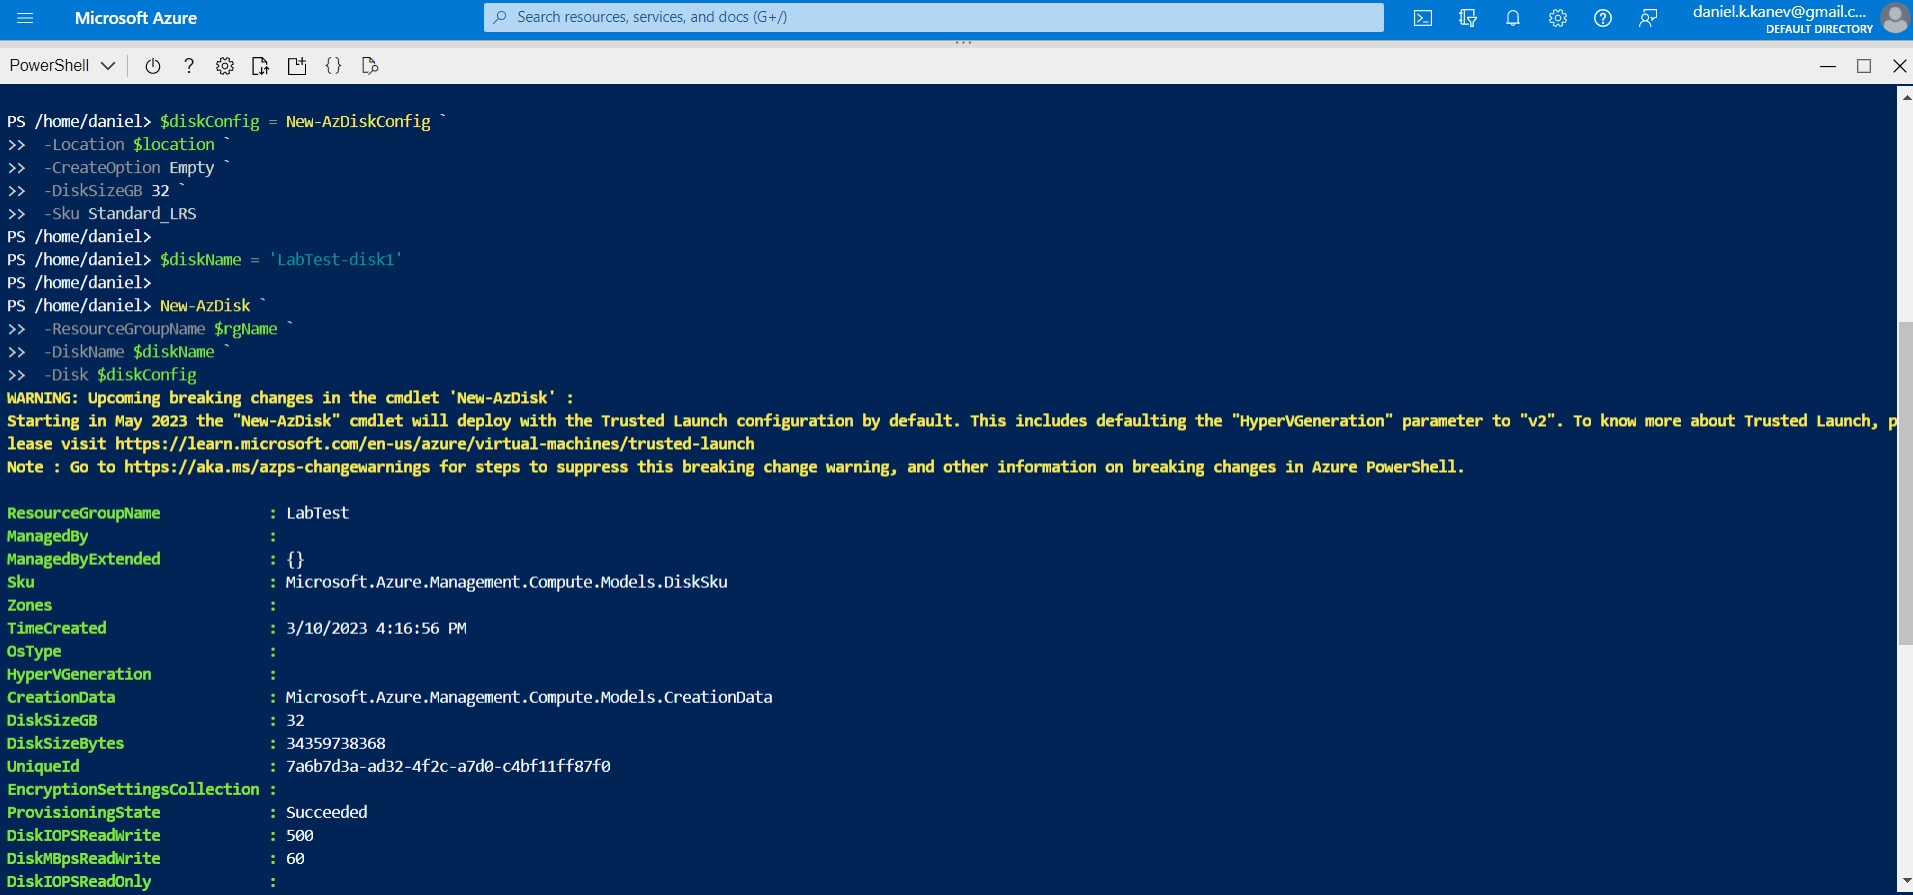 Microsoft Azure
Search resources, services, and docs (G+/)
daniel.k.kanev@gmail.c...
DEFAULT DIRECTORY
PowerShell
PS /home/daniel> $diskConfig = New-AzDiskConfig `
>>  -Location $location `
>>  -CreateOption Empty `
>>  -DiskSizeGB 32 `
>>  -Sku Standard_LRS
PS /home/daniel>
PS /home/daniel> $diskName = 'LabTest-disk1'
PS /home/daniel>
PS /home/daniel> New-AzDisk `
>>  -ResourceGroupName $rgName `
>>  -DiskName $diskName `
>>  -Disk $diskConfig
WARNING: Upcoming breaking changes in the cmdlet 'New-AzDisk' :
Starting in May 2023 the "New-AzDisk" cmdlet will deploy with the Trusted Launch configuration by default. This includes defaulting the "HyperVGeneration" parameter to "v2". To know more about Trusted Launch, p
lease visit https://learn.microsoft.com/en-us/azure/virtual-machines/trusted-launch
Note : Go to https://aka.ms/azps-changewarnings for steps to suppress this breaking change warning, and other information on breaking changes in Azure PowerShell.
ResourceGroupName : LabTest
ManagedBy :
ManagedByExtended : {}
Sku : Microsoft.Azure.Management.Compute.Models.DiskSku
Zones :
TimeCreated : 3/10/2023 4:16:56 PM
OsType :
HyperVGeneration :
CreationData : Microsoft.Azure.Management.Compute.Models.CreationData
DiskSizeGB : 32
DiskSizeBytes : 34359738368
UniqueId : 7a6b7d3a-ad32-4f2c-a7d0-c4bf11ff87f0
EncryptionSettingsCollection :
ProvisioningState : Succeeded
DiskIOPSReadWrite : 500
DiskMBpsReadWrite : 60
DiskIOPSReadOnly :